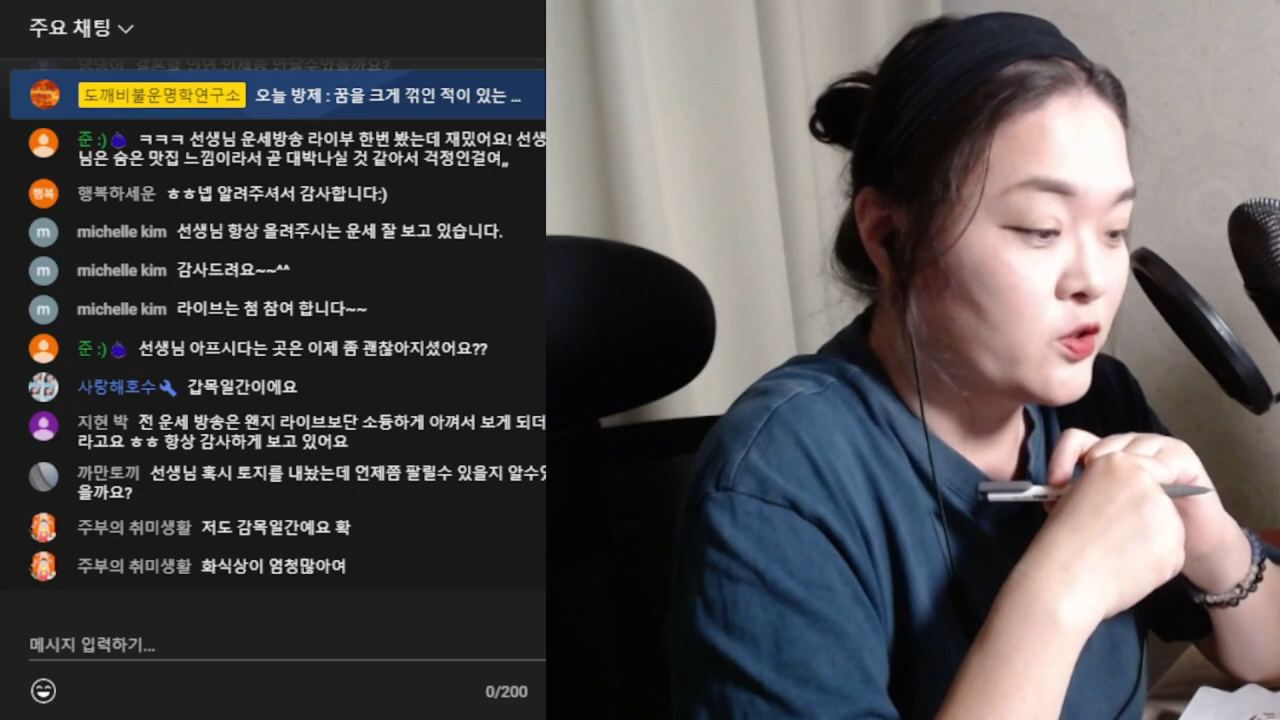 주요 채팅
도깨비불운명학연구소 오늘 방제 : 꿈을 크게 꺾인 적이 있는 ...
준 :) ㅋㅋㅋ 선생님 운세방송 라이부 한번 봤는데 재밌어요! 선생
님은 숨은 맛집 느낌이라서 곧 대박나실 것 같아서 걱정인걸여,,
행복
행복하세운 ㅎㅎ넵 알려주셔서 감사합니다:)
m michelle kim 선생님 항상 올려주시는 운세 잘 보고 있습니다.
m michelle kim 감사드려요~~^^
m michelle kim 라이브는 첨 참여 합니다~~
준 :) 선생님 아프시다는 곳은 이제 좀 괜찮아지셨어요??
사랑해호수 갑목일간이에요
지현 박 전 운세 방송은 왠지 라이브보단 소듕하게 아껴서 보게 되더
라고요 ㅎㅎ 항상 감사하게 보고 있어요
까만토끼 선생님 혹시 토지를 내놨는데 언제쯤 팔릴수 있을지 알수있
을까요?
주부의 취미생활 저도 감목일간예요 확
주부의 취미생활 화식상이 엄청많아여
메시지 입력하기...
0/200